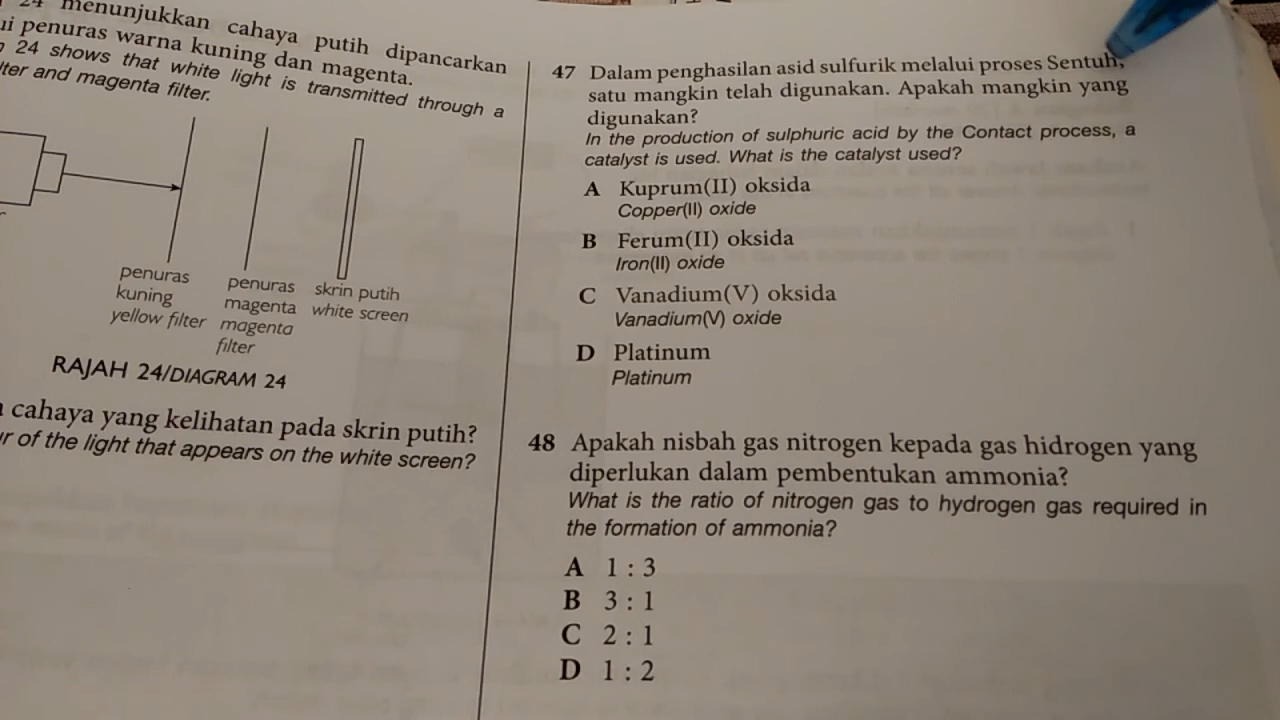 24 menunjukkan cahaya putih dipancarkan
penuras warna kuning dan magenta.
24 shows that white light is transmitted through a
and magenta filter.
penuras
kuning
yellow filter
penuras
magenta
magenta
filter
skrin putih
white screen
RAJAH 24/DIAGRAM 24
cahaya yang kelihatan pada skrin putih?
of the light that appears on the white screen?
47 Dalam penghasilan asid sulfurik melalui proses Sentuh,
satu mangkin telah digunakan. Apakah mangkin yang
digunakan?
In the production of sulphuric acid by the Contact process, a
catalyst is used. What is the catalyst used?
A Kuprum(II) oksida
Copper(II) oxide
B Ferum(II) oksida
Iron(II) oxide
C Vanadium(V) oksida
Vanadium(V) oxide
D Platinum
Platinum
48 Apakah nisbah gas nitrogen kepada gas hidrogen yang
diperlukan dalam pembentukan ammonia?
What is the ratio of nitrogen gas to hydrogen gas required in
the formation of ammonia?
A 1 : 3
B 3 : 1
C 2 : 1
D 1 : 2